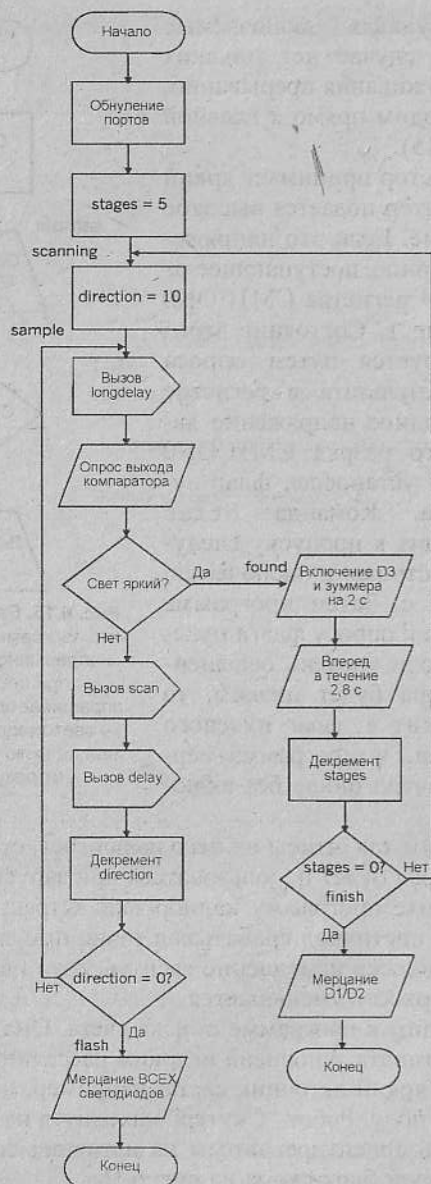 Начало
Обнуление
портов
stages = 5
scanning
direction = 10
sample
Вызов
longdelay
Опрос выхода
компаратора
Свет яркий?
Да
found
Нет
Включение D3
и зуммера
на 2 с
Вызов scan
Вперед
в течение
2,8 с
Вызов delay
Декремент
stages
Декремент
direction
stages = 0?
Нет
finish
Да
direction = 0?
Нет
Да
flash
Мерцание
D1/D2
Мерцание ВСЕХ
светодиодов
Конец
Конец